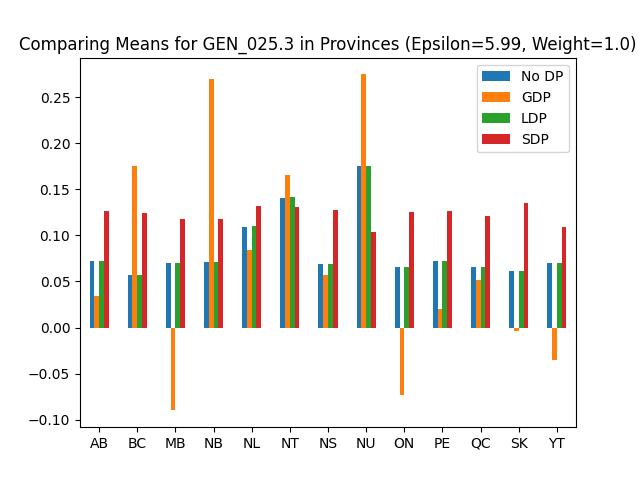 Comparing Means for GEN_025.3 in Provinces (Epsilon=5.99, Weight=1.0)
No DP
GDP
LDP
SDP
0.25
0.20
0.15
0.10
0.05
0.00
−0.05
−0.10
AB BC MB NB NL NT NS NU ON PE QC SK YT